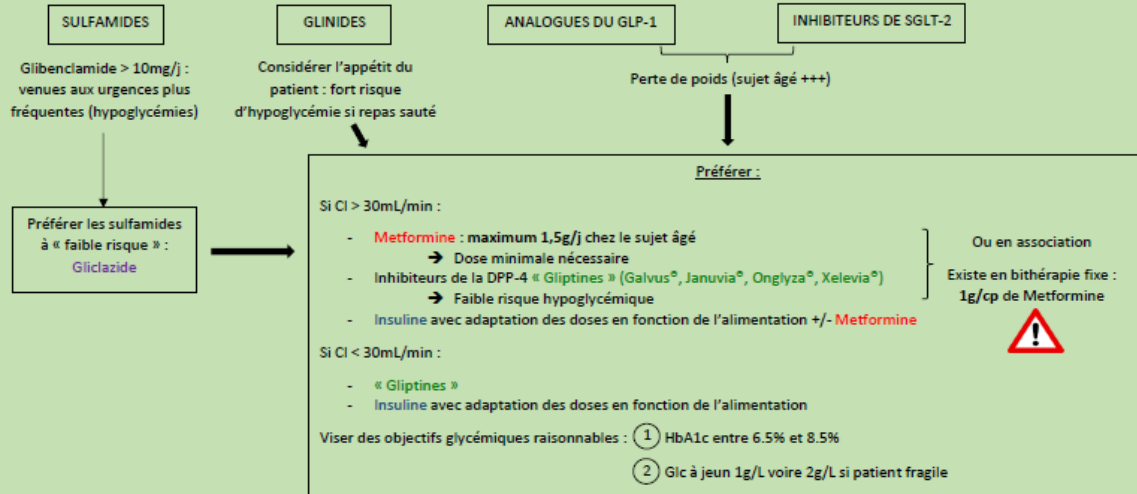 SULFAMIDES
GLINIDES
ANALOGUES DU GLP-1
INHIBITEURS DE SGLT-2
Glibenclamide > 10mg/j :
venues aux urgences plus
fréquentes (hypoglycémies)
Considérer l’appétit du
patient : fort risque
d’hypoglycémie si repas sauté
Perte de poids (sujet âgé +++)
Préférer les sulfamides
à « faible risque » :
Gliclazide
Préférer :
Si Cl > 30mL/min :
- Metformine : maximum 1,5g/j chez le sujet âgé
➔ Dose minimale nécessaire
- Inhibiteurs de la DPP-4 « Gliptines » (Galvus®, Januvia®, Onglyza®, Xelevia®)
➔ Faible risque hypoglycémique
- Insuline avec adaptation des doses en fonction de l’alimentation +/- Metformine
Ou en association
Existe en bithérapie fixe :
1g/cp de Metformine
!
Si Cl < 30mL/min :
- « Gliptines »
- Insuline avec adaptation des doses en fonction de l’alimentation
Viser des objectifs glycémiques raisonnables : 1 HbA1c entre 6.5% et 8.5%
2 Glc à jeun 1g/L voire 2g/L si patient fragile